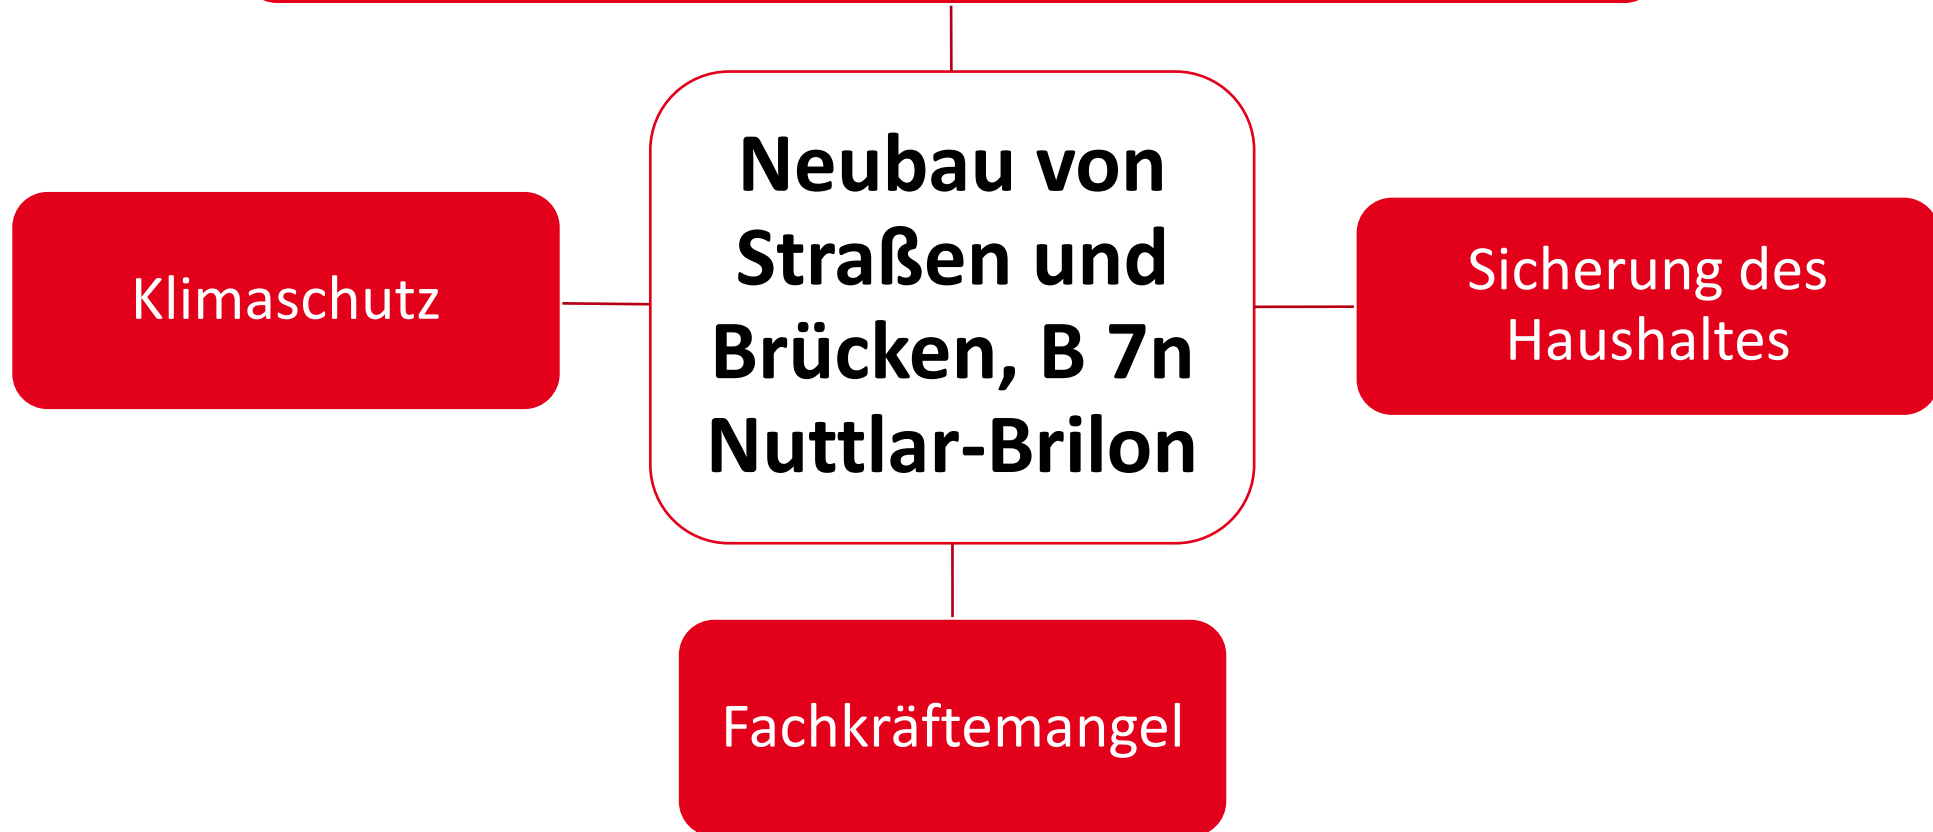 Neubau von
Straßen und
Brücken, B 7n
Nuttlar-Brilon
Klimaschutz
Sicherung des
Haushaltes
Fachkräftemangel